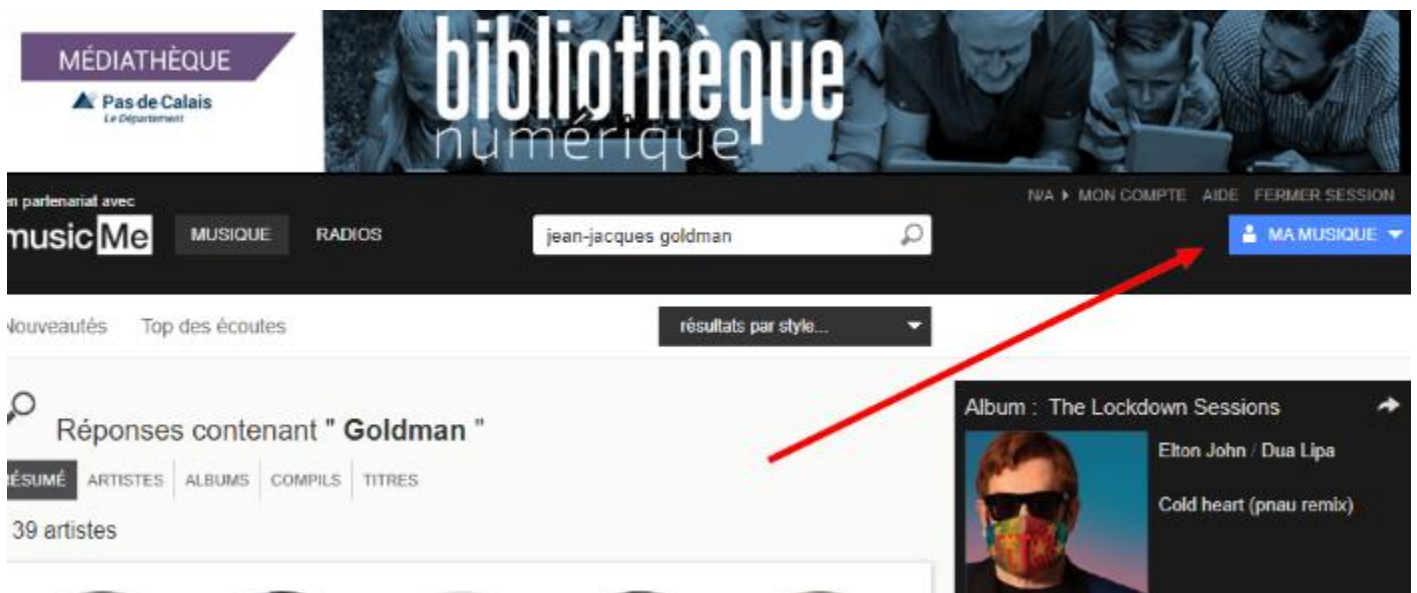 MÉDIATHÈQUE
Pas de Calais
Le Département
bibliothèque
numérique
en partenariat avec
N/A MON COMPTE AIDE FERMER SESSION
musicMe MUSIQUE RADIOS jean-jacques goldman MA MUSIQUE
Nouveautés Top des écoutes résultats par style...
Réponses contenant " Goldman "
RÉSUMÉ ARTISTES ALBUMS COMPILS TITRES
39 artistes
Album : The Lockdown Sessions
Elton John / Dua Lipa
Cold heart (pnau remix)